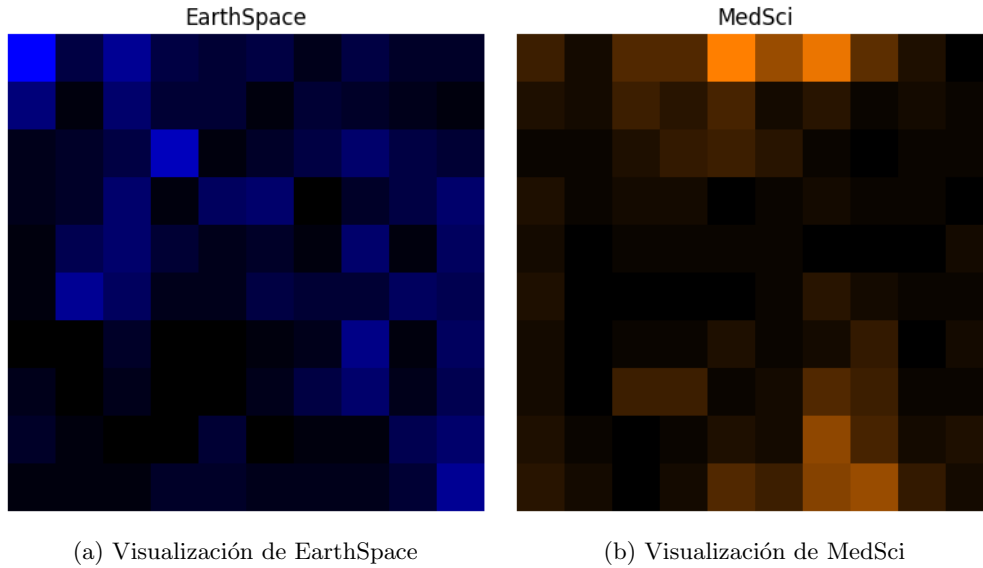 EarthSpace
MedSci
(a) Visualización de EarthSpace
(b) Visualización de MedSci